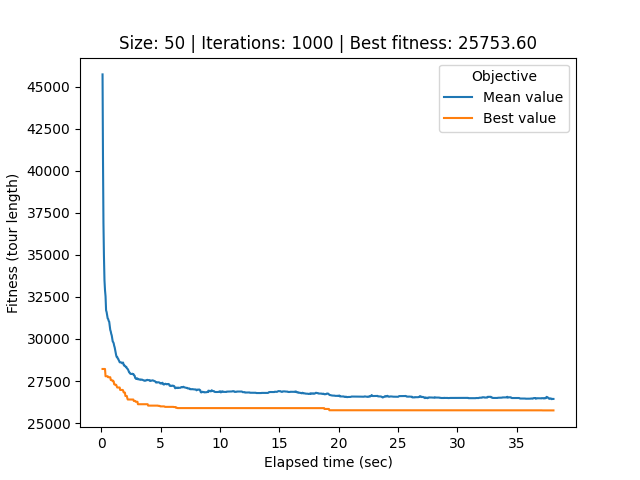 Size: 50 | Iterations: 1000 | Best fitness: 25753.60
Objective
Mean value
Best value
45000
42500
40000
37500
35000
32500
30000
27500
25000
Fitness (tour length)
0 5 10 15 20 25 30 35
Elapsed time (sec)